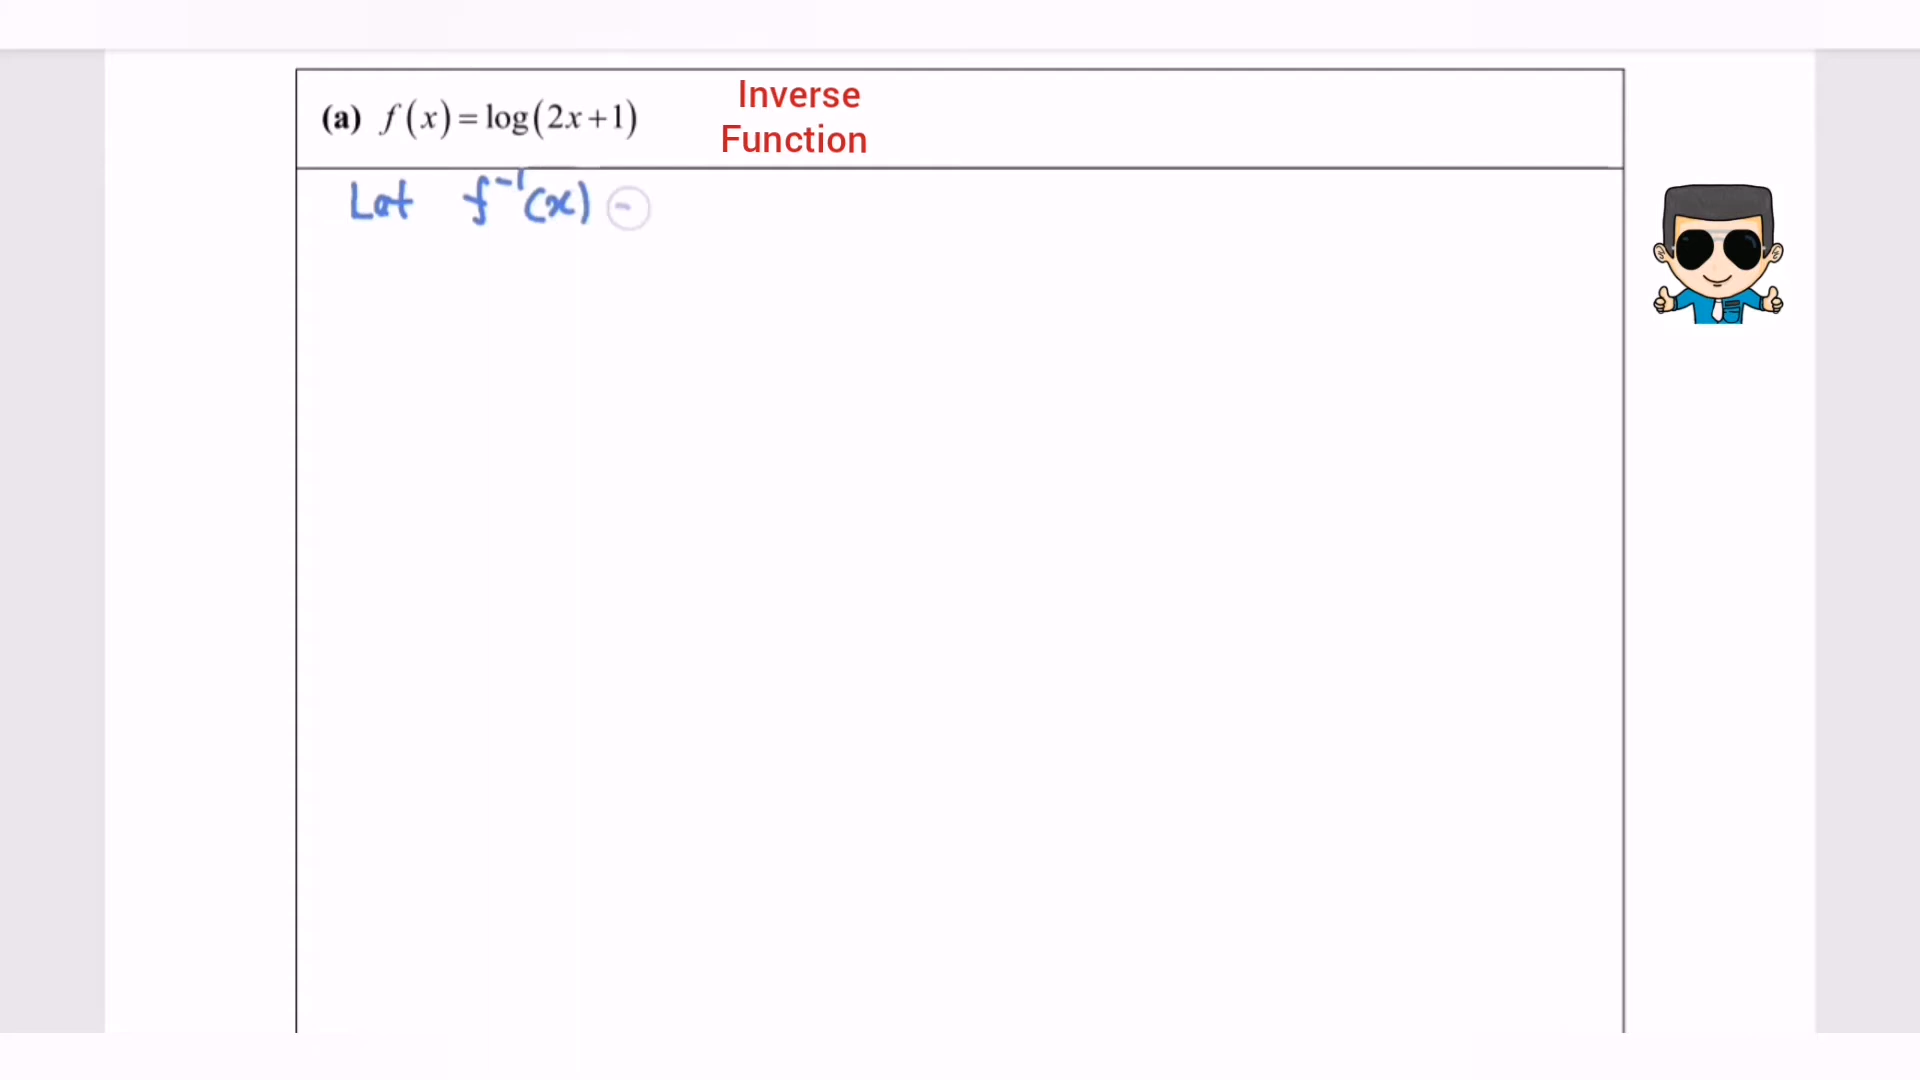 (a) f(x) = log(2x+1)
Inverse
Function
Let f⁻¹(x) -